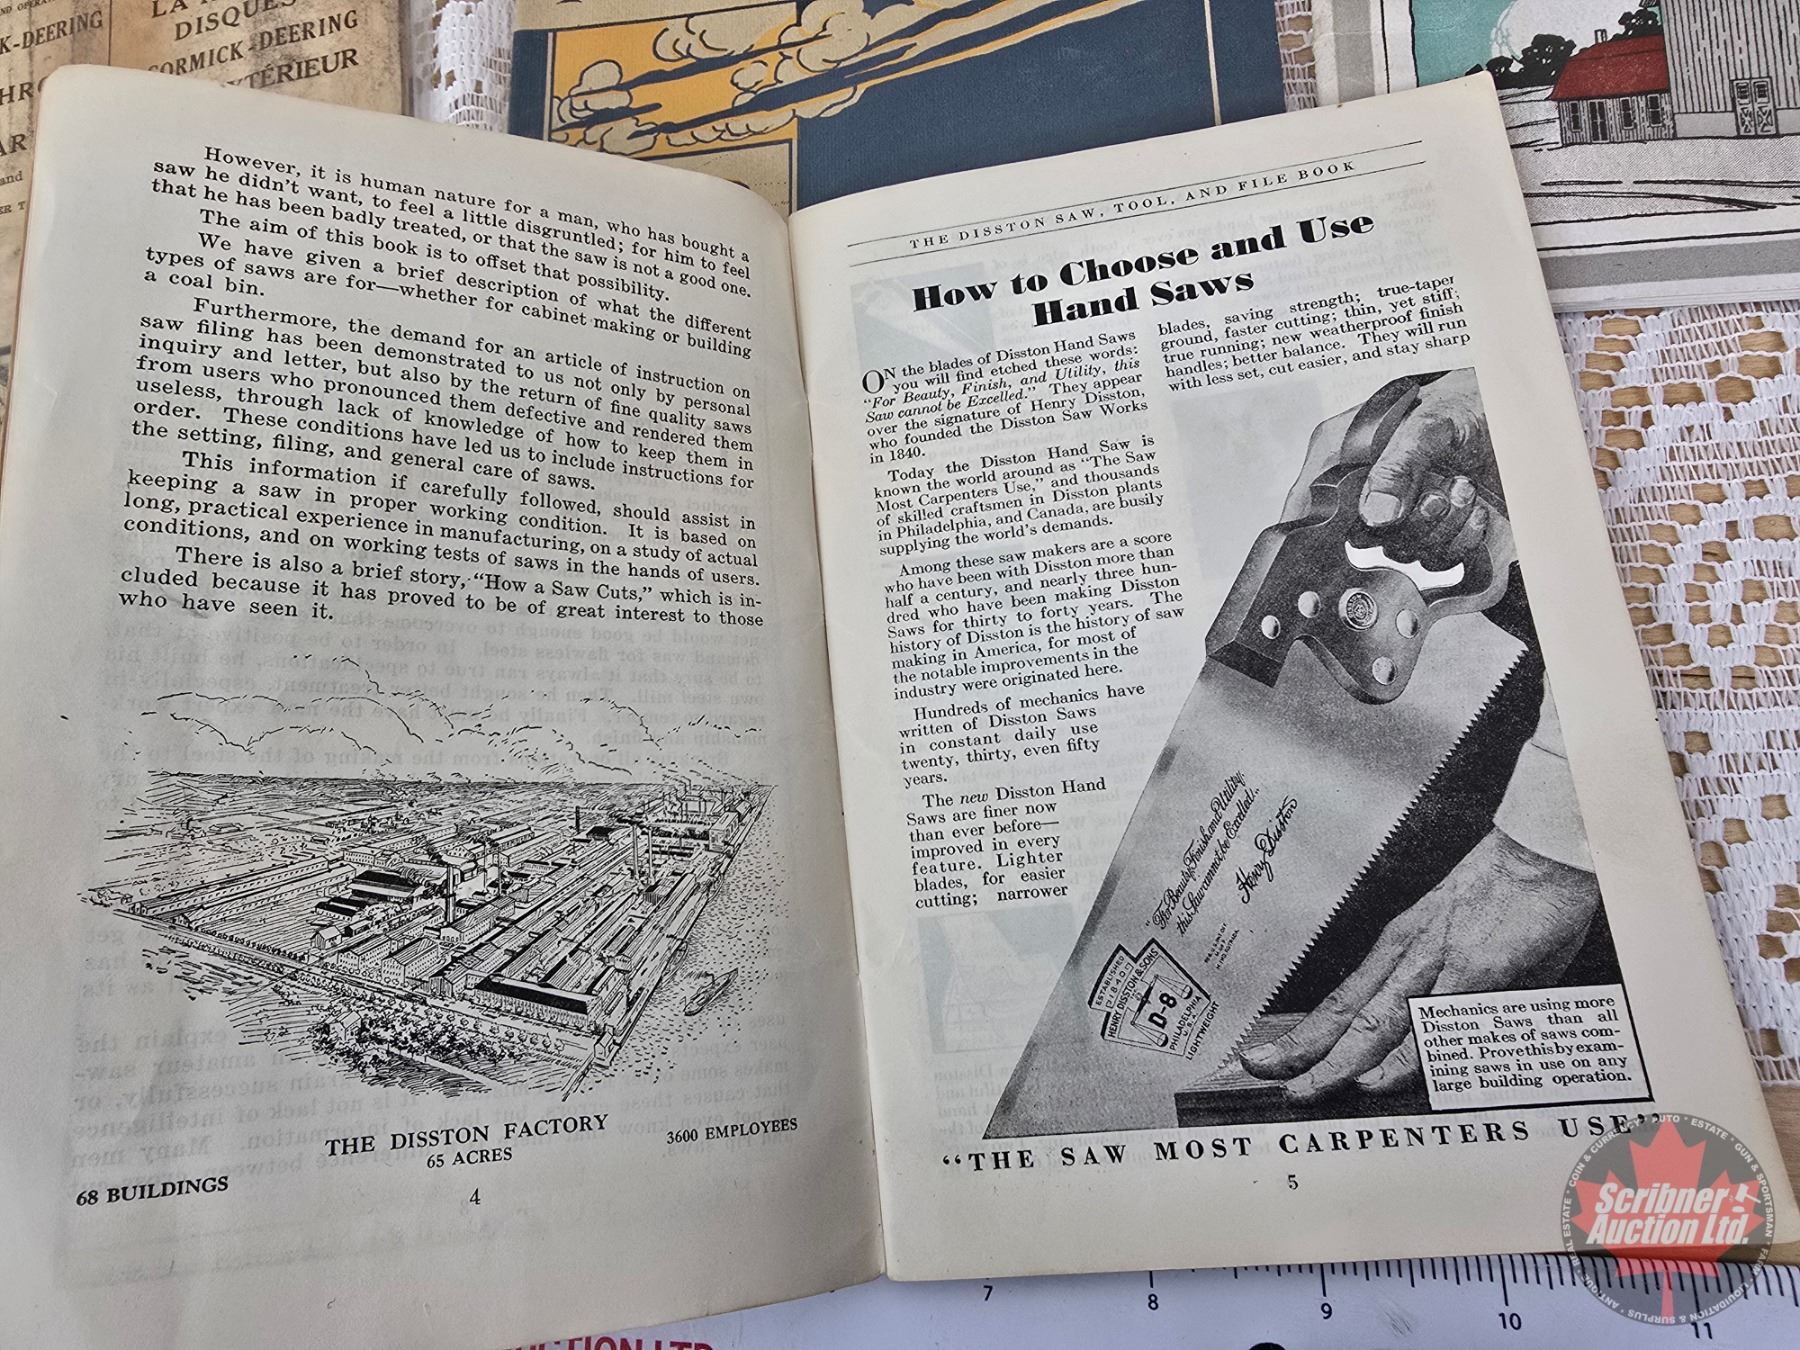 LA
DISQUES
K-DEERING
CORMICK-DEERING
EXTÉRIEUR
However, it is human nature for a man, who has bought a
saw he didn't want, to feel a little disgruntled; for him to feel
that he has been badly treated, or that the saw is not a good one.
The aim of this book is to offset that possibility.
We have given a brief description of what the different
types of saws are for—whether for cabinet making or building
a coal bin.
Furthermore, the demand for an article of instruction on
saw filing has been demonstrated to us not only by personal
inquiry and letter, but also by the return of fine quality saws
from users who pronounced them defective and rendered them
useless, through lack of knowledge of how to keep them in
order. These conditions have led us to include instructions for
the setting, filing, and general care of saws.
This information if carefully followed, should assist in
keeping a saw in proper working condition. It is based on
long, practical experience in manufacturing, on a study of actual
conditions, and on working tests of saws in the hands of users.
There is also a brief story, "How a Saw Cuts," which is in-
cluded because it has proved to be of great interest to those
who have seen it.
THE DISSTON FACTORY
65 ACRES
3600 EMPLOYEES
68 BUILDINGS
4
THE DISSTON SAW, TOOL, AND FILE BOOK
How to Choose and Use
Hand Saws
ON the blades of Disston Hand Saws
you will find etched these words:
"For Beauty, Finish, and Utility, this
Saw cannot be Excelled." They appear
over the signature of Henry Disston,
who founded the Disston Saw Works
in 1840.
Today the Disston Hand Saw is
known the world around as "The Saw
Most Carpenters Use," and thousands
of skilled craftsmen in Disston plants
in Philadelphia, and Canada, are busily
supplying the world's demands.
Among these saw makers are a score
who have been with Disston more than
half a century, and nearly three hun-
dred who have been making Disston
Saws for thirty to forty years. The
history of Disston is the history of saw
making in America, for most of
the notable improvements in the
industry were originated here.
Hundreds of mechanics have
written of Disston Saws
in constant daily use
twenty, thirty, even fifty
years.
The new Disston Hand
Saws are finer now
than ever before—
improved in every
feature. Lighter
blades, for easier
cutting; narrower
blades, saving strength; true-taper
ground, faster cutting; thin, yet stiff;
true running; new weatherproof finish
handles; better balance. They will run
with less set, cut easier, and stay sharp
"For Beauty, Finish and Utility,
this Saw cannot be Excelled."
Henry Disston
ESTABLISHED
1840
HENRY DISSTON & SONS
D-8
PHILADELPHIA
U.S.A.
LIGHTWEIGHT
Mechanics are using more
Disston Saws than all
other makes of saws com-
bined. Prove this by exam-
ining saws in use on any
large building operation.
"THE SAW MOST CARPENTERS USE"
5
Scribner
Auction Ltd.
COIN & CURRENCY * AUTO * ESTATE * GUN & SPORTSMAN * FARM * LIQUIDATION & SURPLUS * ANTIQUE * REAL ESTATE
7 8 9 10 11